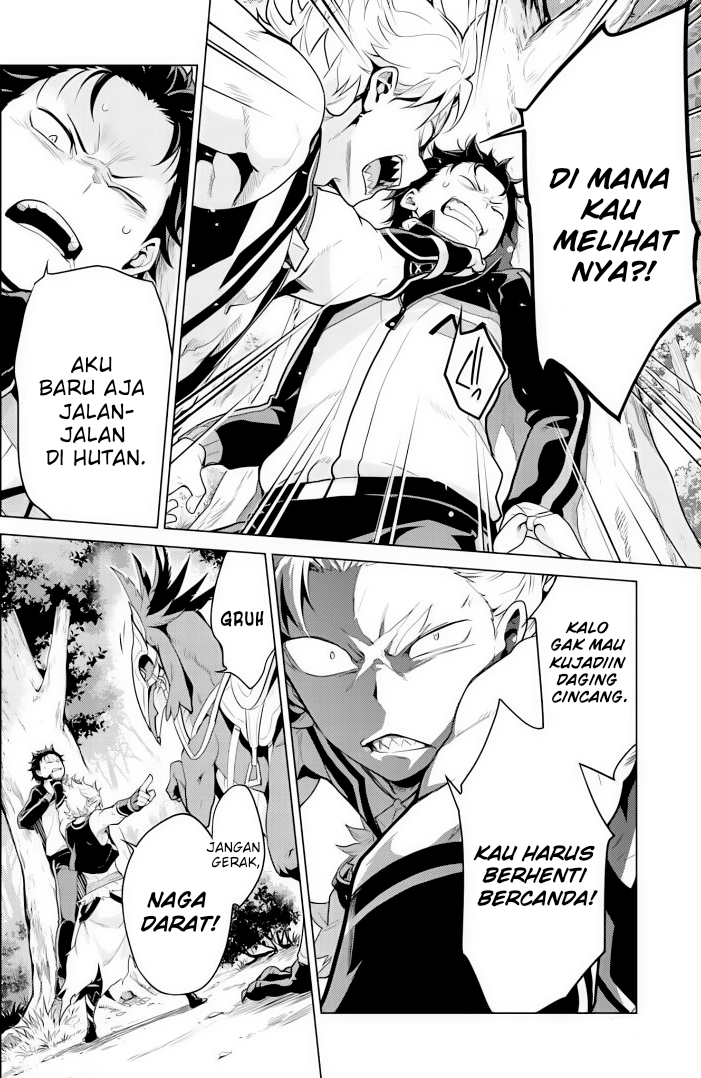 DI MANA
KAU
MELIHAT
NYA?!
AKU
BARU AJA
JALAN-
JALAN
DI HUTAN.
KALO
GAK MAU
KUJADIIN
DAGING
CINCANG.
KAU HARUS
BERHENTI
BERCANDA!
GRUH
JANGAN
GERAK,
NAGA
DARAT!